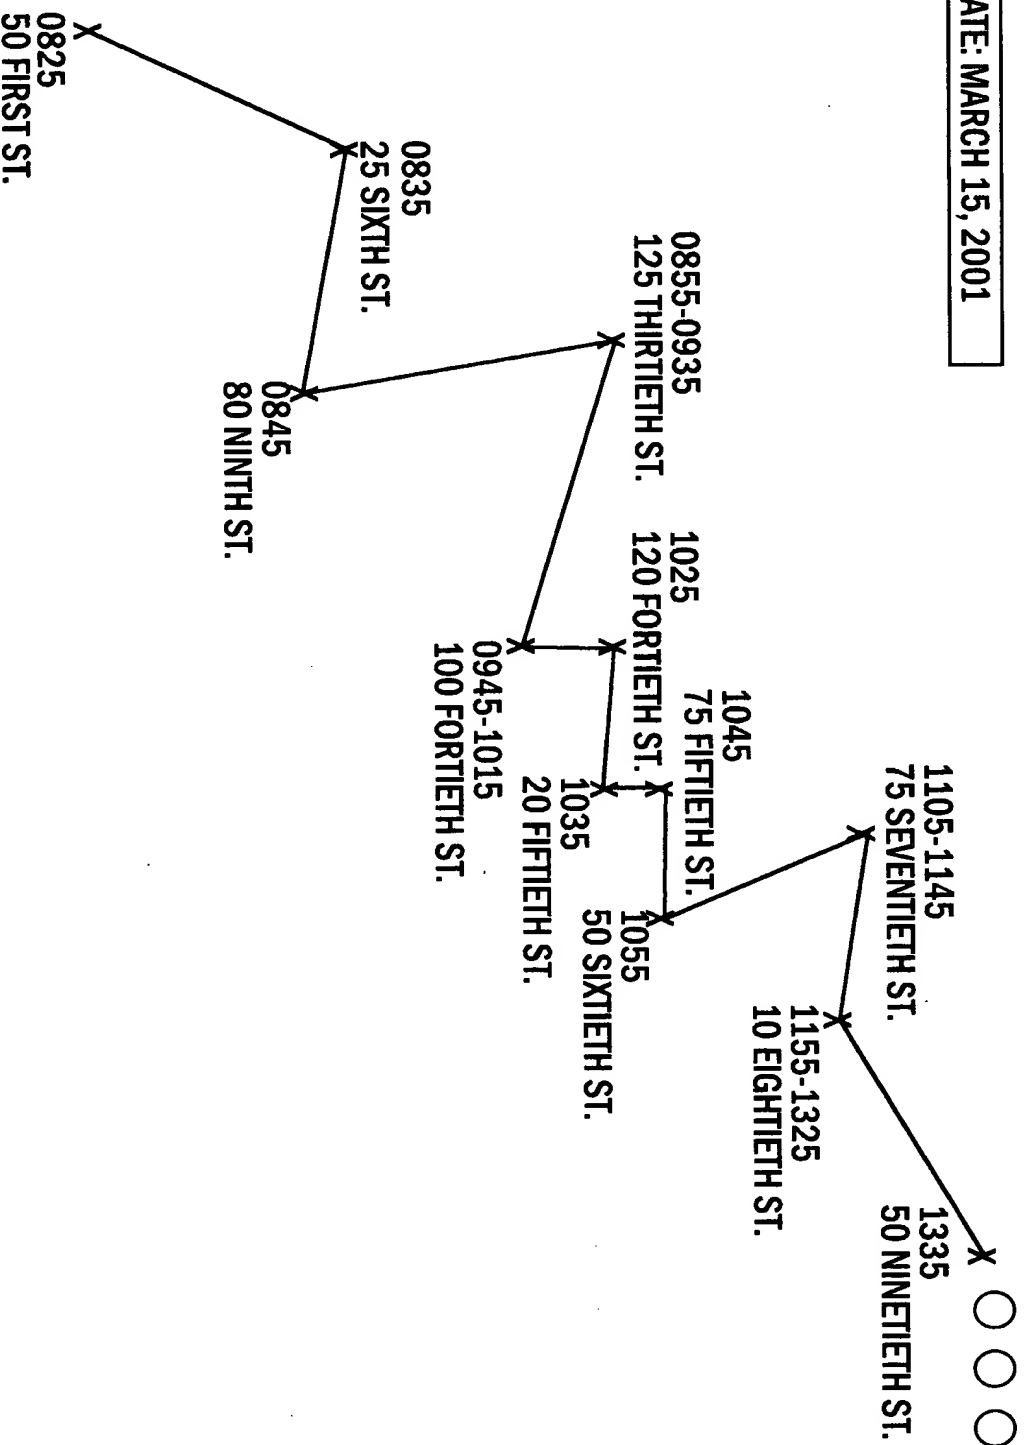 ATE: MARCH 15, 2001
0825
50 FIRST ST.
0835
25 SIXTH ST.
0845
80 NINTH ST.
0855-0935
125 THIRTIETH ST.
0945-1015
100 FORTIETH ST.
1025
120 FORTIETH ST.
1035
20 FIFTIETH ST.
1045
75 FIFTIETH ST.
1055
50 SIXTIETH ST.
1105-1145
75 SEVENTIETH ST.
1155-1325
10 EIGHTIETH ST.
1335
50 NINETIETH ST.